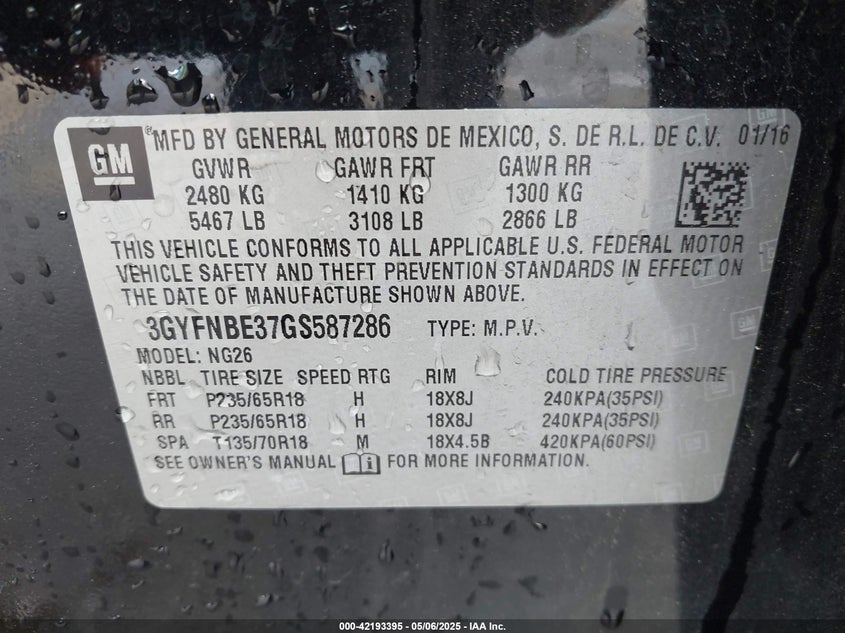 GM
® MFD BY GENERAL MOTORS DE MEXICO, S. DE R.L. DE C.V. 01/16
GVWR GAWR FRT GAWR RR
2480 KG 1410 KG 1300 KG
5467 LB 3108 LB 2866 LB
THIS VEHICLE CONFORMS TO ALL APPLICABLE U.S. FEDERAL MOTOR
VEHICLE SAFETY AND THEFT PREVENTION STANDARDS IN EFFECT ON
THE DATE OF MANUFACTURE SHOWN ABOVE.
3GYFNBE37GS587286 TYPE: M.P.V.
MODEL: NG26
NBBL TIRE SIZE SPEED RTG RIM COLD TIRE PRESSURE
FRT P235/65R18 H 18X8J 240KPA(35PSI)
RR P235/65R18 H 18X8J 240KPA(35PSI)
SPA T135/70R18 M 18X4.5B 420KPA(60PSI)
SEE OWNER'S MANUAL FOR MORE INFORMATION.
000-42193395 - 05/06/2025 - IAA Inc.